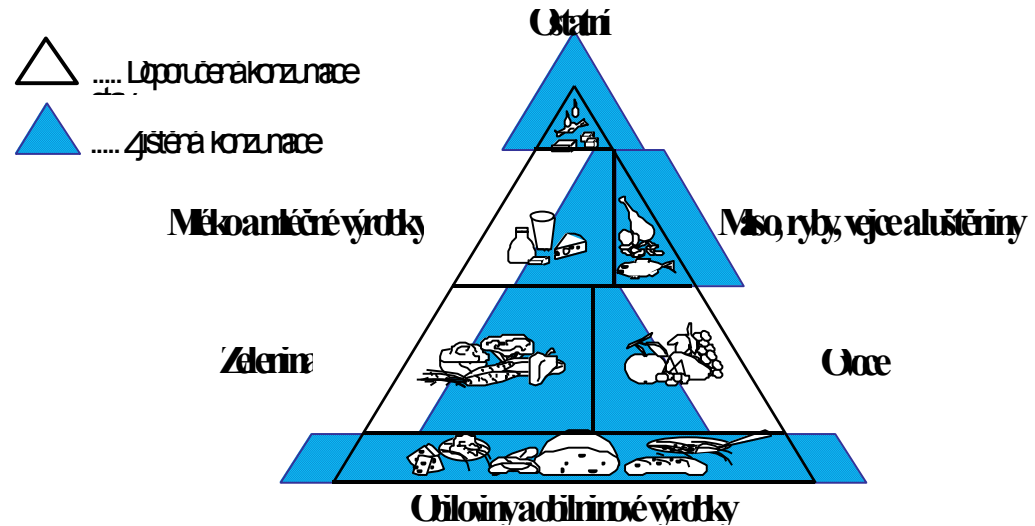 Ostatní
..... Doporučená konzumace
..... Zjištěná konzumace
Mléko a mléčné výrobky
Maso, ryby, vejce a luštěniny
Zelenina
Ovoce
Obiloviny a obilninové výrobky